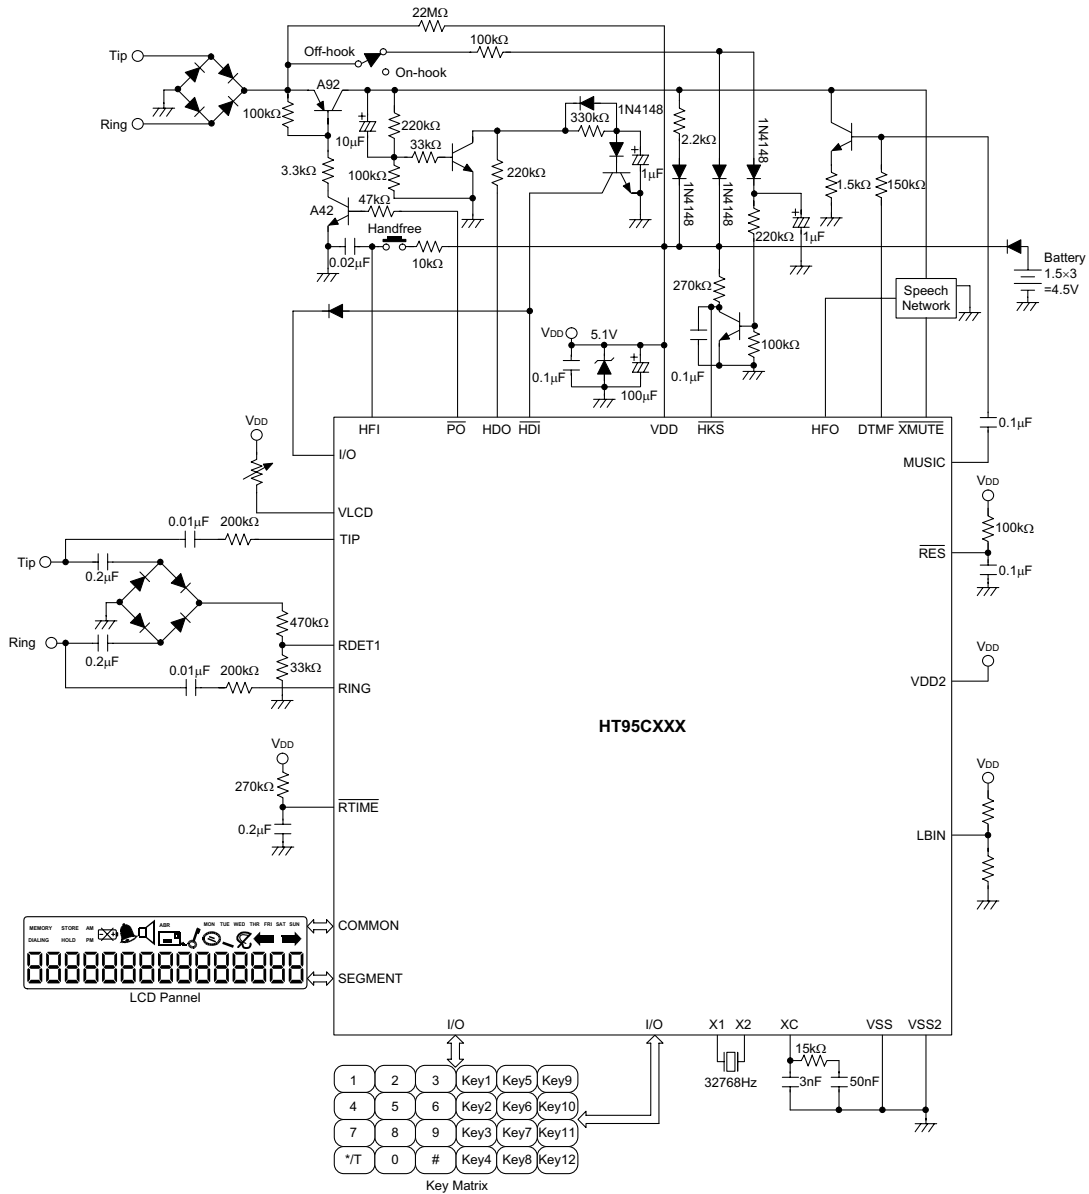 22MΩ
Off-hook
100kΩ
Tip
On-hook
A92
1N4148
100kΩ
330kΩ
Ring
10μF
220kΩ
2.2kΩ
1N4148
33kΩ
3.3kΩ
100kΩ
220kΩ
1μF
1N4148
1N4148
1.5kΩ
150kΩ
A42
47kΩ
Handfree
220kΩ
1μF
0.02μF
10kΩ
Battery
1.5×3
=4.5V
270kΩ
Speech
Network
VDD
5.1V
100kΩ
0.1μF
100μF
0.1μF
VDD
HFI
PO
HDO
HDI
VDD
HKS
HFO
DTMF
XMUTE
0.1μF
I/O
MUSIC
VDD
VLCD
0.01μF
200kΩ
TIP
100kΩ
RES
Tip
0.2μF
0.1μF
470kΩ
Ring
RDET1
VDD
0.2μF
33kΩ
0.01μF
200kΩ
RING
VDD2
HT95CXXX
VDD
270kΩ
VDD
RTIME
0.2μF
LBIN
MEMORY STORE AM ABR MON TUE WED THR FRI SAT SUN
DIALING HOLD PM
COMMON
888888888888888
SEGMENT
LCD Pannel
I/O
I/O
X1
X2
XC
VSS
VSS2
15kΩ
32768Hz
3nF
50nF
1 2 3 Key1 Key5 Key9
4 5 6 Key2 Key6 Key10
7 8 9 Key3 Key7 Key11
*/T 0 # Key4 Key8 Key12
Key Matrix